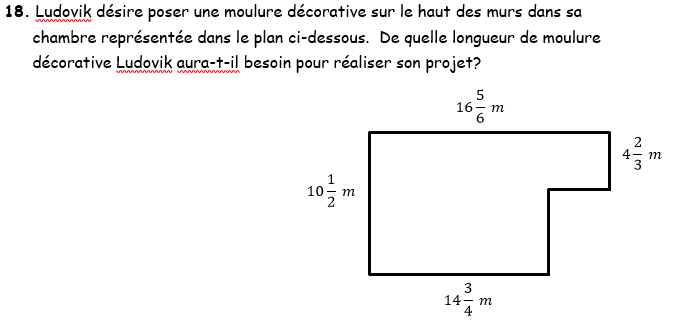 18. Ludovik désire poser une moulure décorative sur le haut des murs dans sa
chambre représentée dans le plan ci-dessous. De quelle longueur de moulure
décorative Ludovik aura-t-il besoin pour réaliser son projet?
16 5/6 m
4 2/3 m
10 1/2 m
14 3/4 m